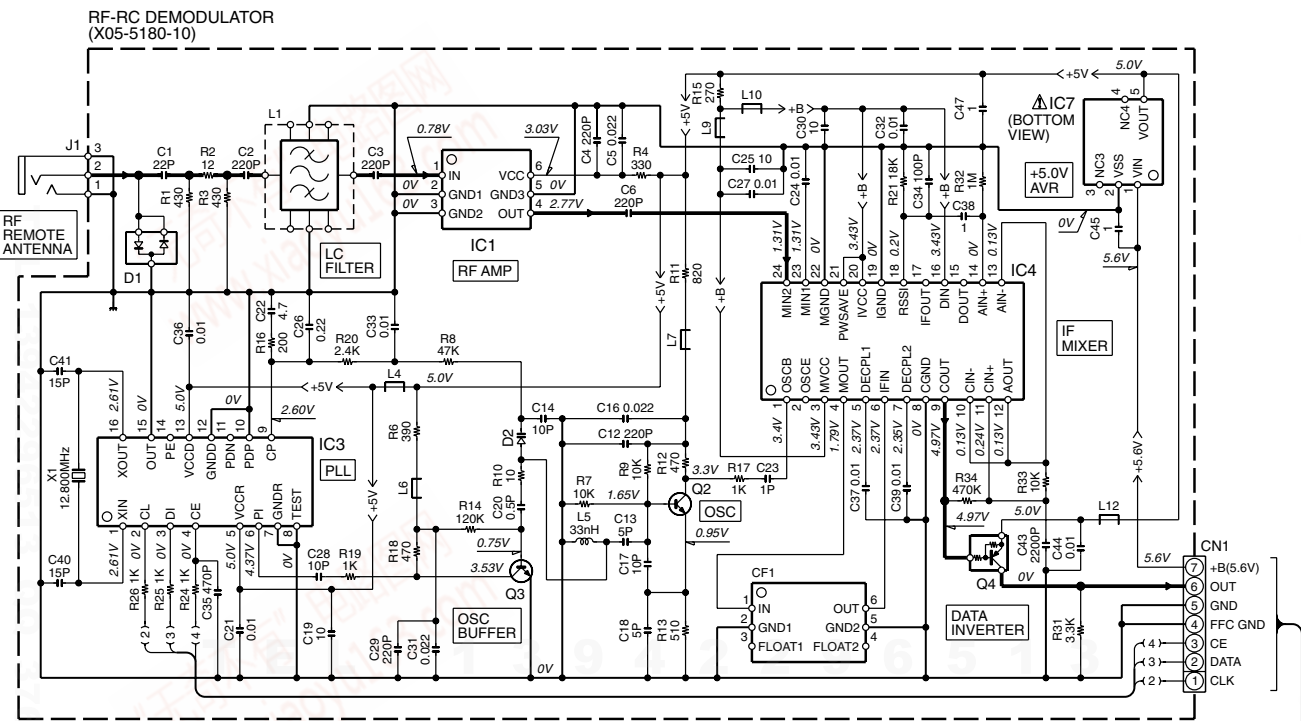 RF-RC DEMODULATOR
(X05-5180-10)
J1
3
2
1
RF
REMOTE
ANTENNA
C1
22P
R2
12
C2
220P
R1 430
R3 430
D1
L1
LC
FILTER
C3
220P
0.78V
0V
0V
1 IN
2 GND1
3 GND2
VCC 6
GND3 5
OUT 4
IC1
RF AMP
3.03V
0V
2.77V
C4 220P
C5 0.022
R4
330
C6
220P
+5V
R15 270
L9
L10
+B
C25 10
C27 0.01
C30 10
C24 0.01
C32 0.01
R21 18K
C34 100P
R32 1M
C38
1
C47 1
+B
+B
+5V
5.0V
IC7
(BOTTOM
VIEW)
+5.0V
AVR
4 5
NC4
VOUT
NC3
VSS
VIN
3 2 1
0V
C45 1
5.6V
1.31V
1.31V
0V
3.43V
0V
0.2V
3.43V
0V
0.13V
24 23 22 21 20 19 18 17 16 15 14 13
IC4
MIN2
MIN1
MGND
PWSAVE
IVCC
IGND
RSSI
IFOUT
DIN
DOUT
AIN+
AIN-
IF
MIXER
OSCB
OSCE
MVCC
MOUT
DECPL1
IFIN
DECPL2
CGND
COUT
CIN-
CIN+
AOUT
1 2 3 4 5 6 7 8 9 10 11 12
3.4V
3.43V
1.79V
2.37V
2.37V
2.35V
0V
4.97V
0.13V
0.24V
0.13V
R11 820
L7
+5V
+B
C36 0.01
C22 4.7
R16 200
C26 0.22
C33 0.01
R20
2.4K
R8
47K
C41
15P
X1
12.800MHz
C40
15P
2.61V
0V
5.0V
0V
2.60V
+5V
L4
5.0V
16 15 14 13 12 11 10 9
XOUT
OUT
PE
VCCD
GNDD
PDN
PDP
CP
IC3
PLL
XIN
CL
DI
CE
VCCR
PI
GNDR
TEST
1 2 3 4 5 6 7 8
2.61V
0V
0V
0V
5.0V
4.37V
0V
R26 1K
R25 1K
R24 1K
C35 470P
(2)
(3)
(4)
C21 0.01
C28
10P
R19
1K
C19 10
+5V
R6 390
L6
R18 470
R14
120K
C29 220P
C31 0.022
D2
R10 10
C20 0.5P
0.75V
3.53V
Q3
OSC
BUFFER
0V
C14
10P
C16 0.022
C12 220P
R9 10K
R12 470
R7
10K
1.65V
L5
33nH
C13
5P
C17 10P
C18 5P
R13 510
3.3V
Q2
OSC
0.95V
R17
1K
C23
1P
C37 0.01
C39 0.01
CF1
1 IN
2 GND1
3 FLOAT1
OUT 6
GND2 5
FLOAT2 4
R34
470K
R33 10K
4.97V
5.0V
L12
C43 2200P
C44 0.01
Q4
0V
DATA
INVERTER
R31 3.3K
+5.6V
5.6V
CN1
7 +B(5.6V)
6 OUT
5 GND
4 FFC GND
(4) 3 CE
(3) 2 DATA
(2) 1 CLK